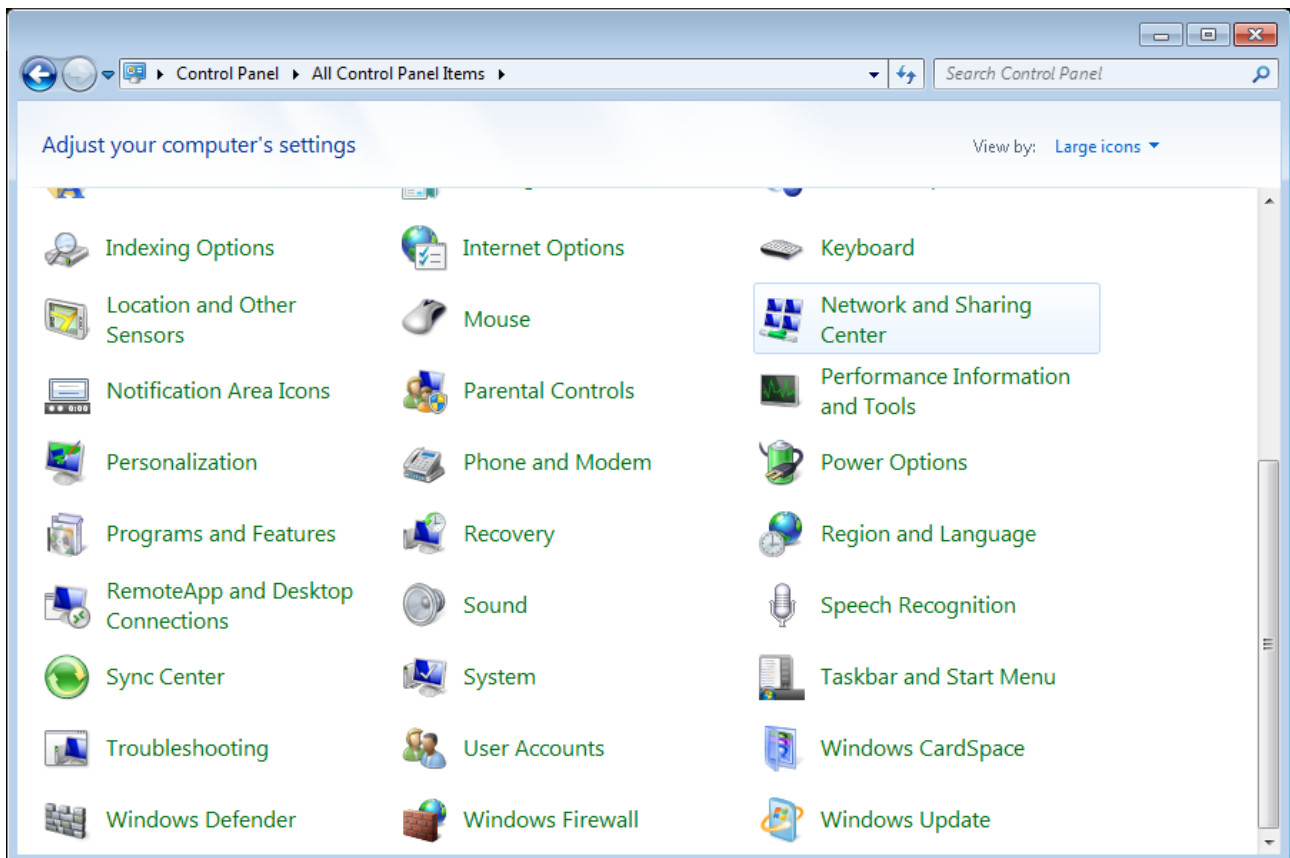 Control Panel All Control Panel Items Search Control Panel
Adjust your computer's settings View by: Large icons
Indexing Options Internet Options Keyboard
Location and Other Sensors Mouse Network and Sharing Center
Notification Area Icons Parental Controls Performance Information and Tools
Personalization Phone and Modem Power Options
Programs and Features Recovery Region and Language
RemoteApp and Desktop Connections Sound Speech Recognition
Sync Center System Taskbar and Start Menu
Troubleshooting User Accounts Windows CardSpace
Windows Defender Windows Firewall Windows Update